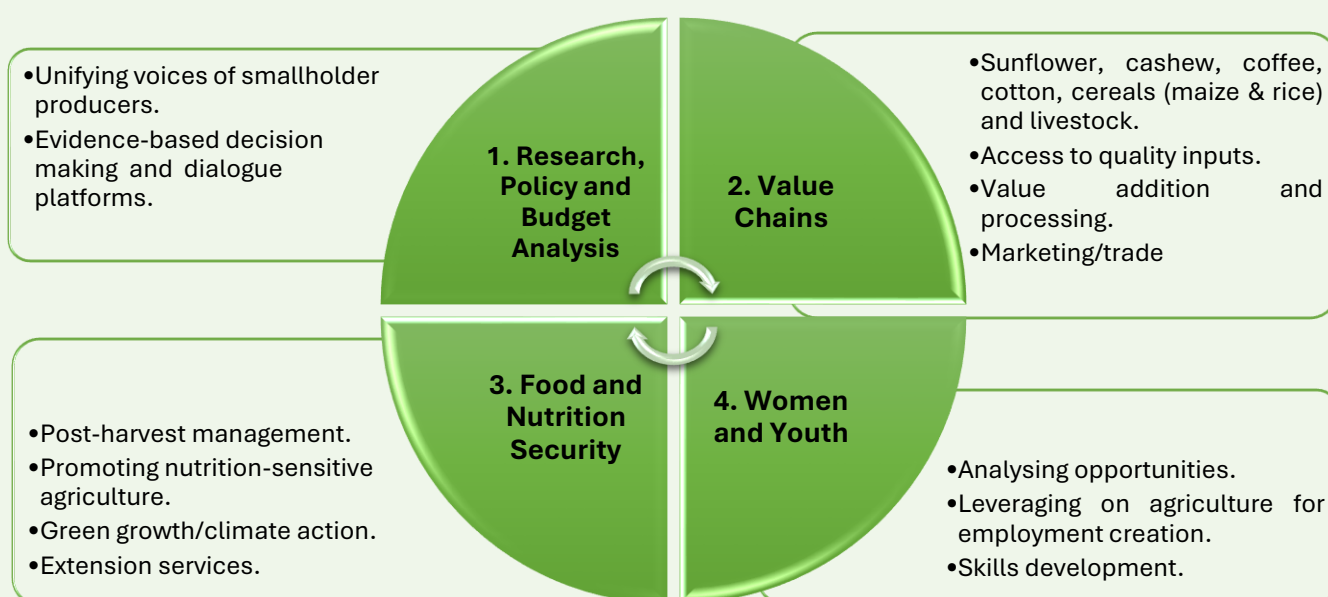 •Unifying voices of smallholder
producers.
•Evidence-based decision
making and dialogue
platforms.
1. Research,
Policy and
Budget
Analysis
2. Value
Chains
•Sunflower, cashew, coffee,
cotton, cereals (maize & rice)
and livestock.
•Access to quality inputs.
•Value addition and
processing.
•Marketing/trade
•Post-harvest management.
•Promoting nutrition-sensitive
agriculture.
•Green growth/climate action.
•Extension services.
3. Food and
Nutrition
Security
4. Women
and Youth
•Analysing opportunities.
•Leveraging on agriculture for
employment creation.
•Skills development.